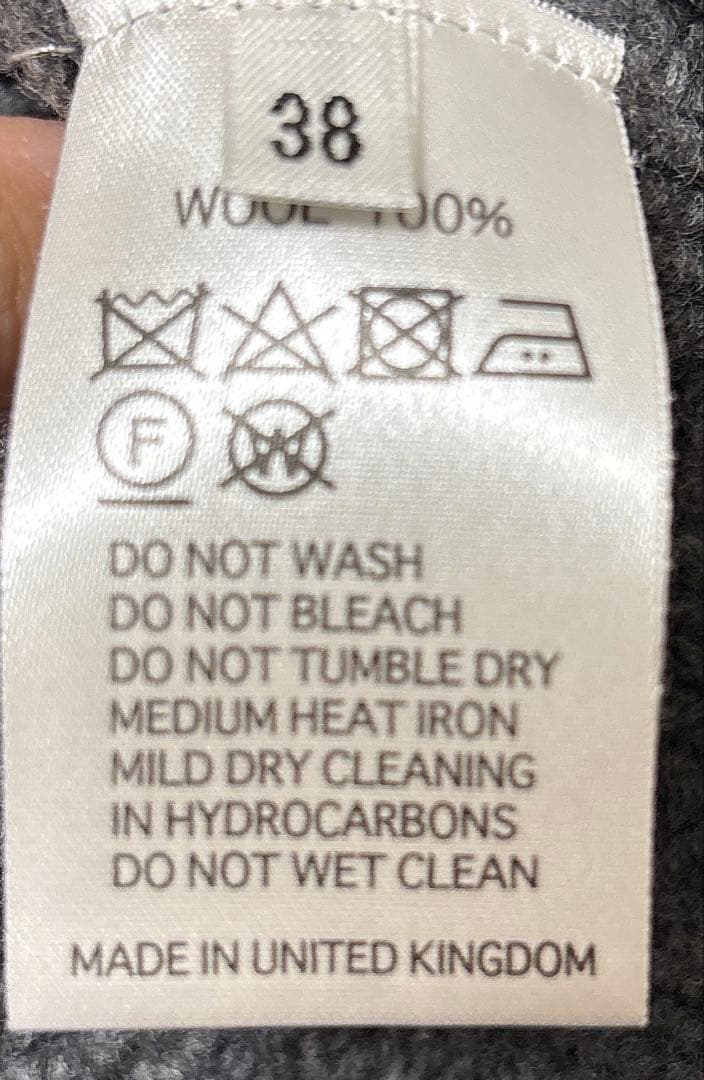 38
WOOL 100%
F
W
DO NOT WASH
DO NOT BLEACH
DO NOT TUMBLE DRY
MEDIUM HEAT IRON
MILD DRY CLEANING
IN HYDROCARBONS
DO NOT WET CLEAN
MADE IN UNITED KINGDOM